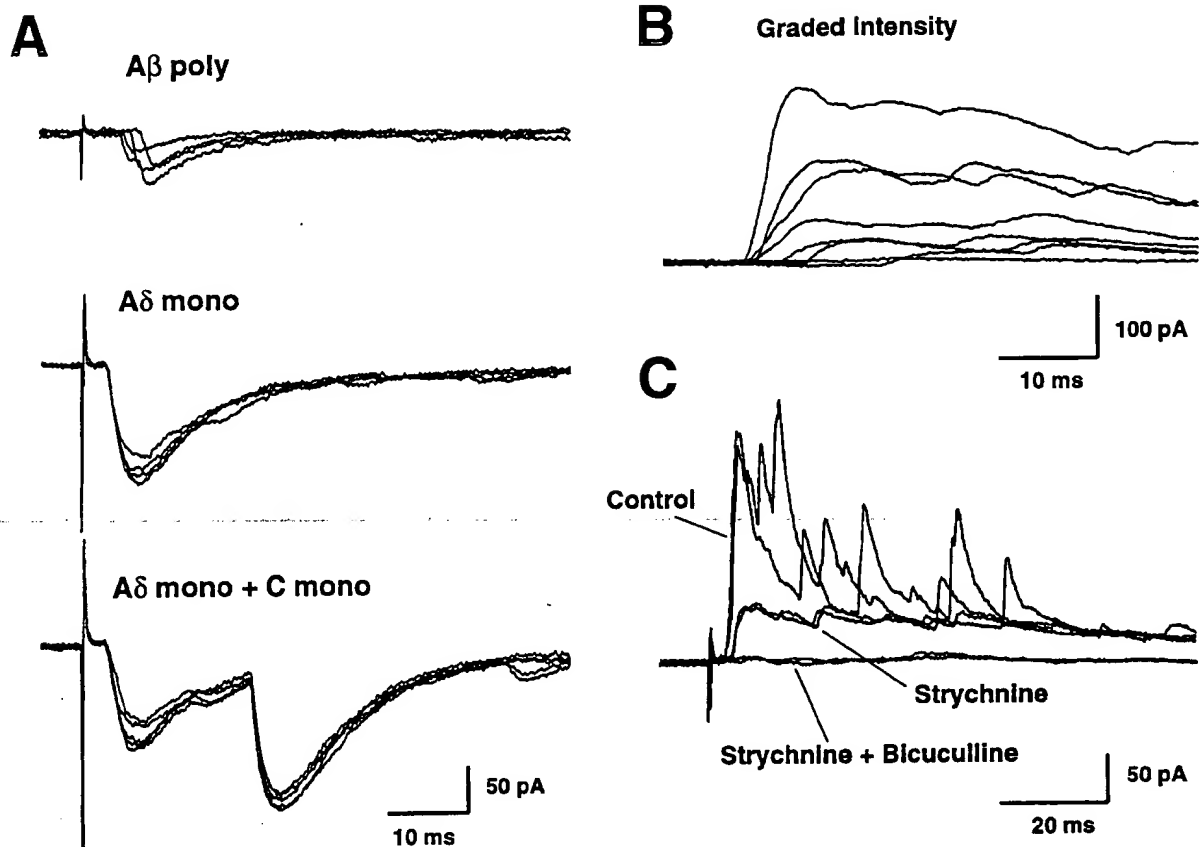 A
Aβ poly
Aδ mono
Aδ mono + C mono
50 pA
10 ms
B
Graded Intensity
100 pA
10 ms
C
Control
Strychnine
Strychnine + Bicuculline
50 pA
20 ms